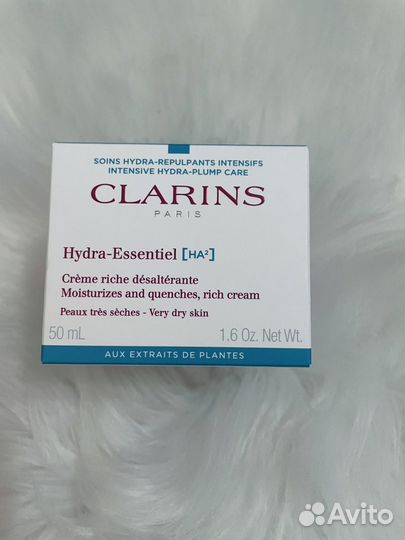 SOINS HYDRA-REPULPANTS INTENSIFS
INTENSIVE HYDRA-PLUMP CARE
CLARINS
PARIS
Hydra-Essentiel [HA²]
Crème riche désaltérante
Moisturizes and quenches, rich cream
Peaux très sèches - Very dry skin
50 mL 1.6 Oz. Net Wt.
AUX EXTRAITS DE PLANTES
Avito